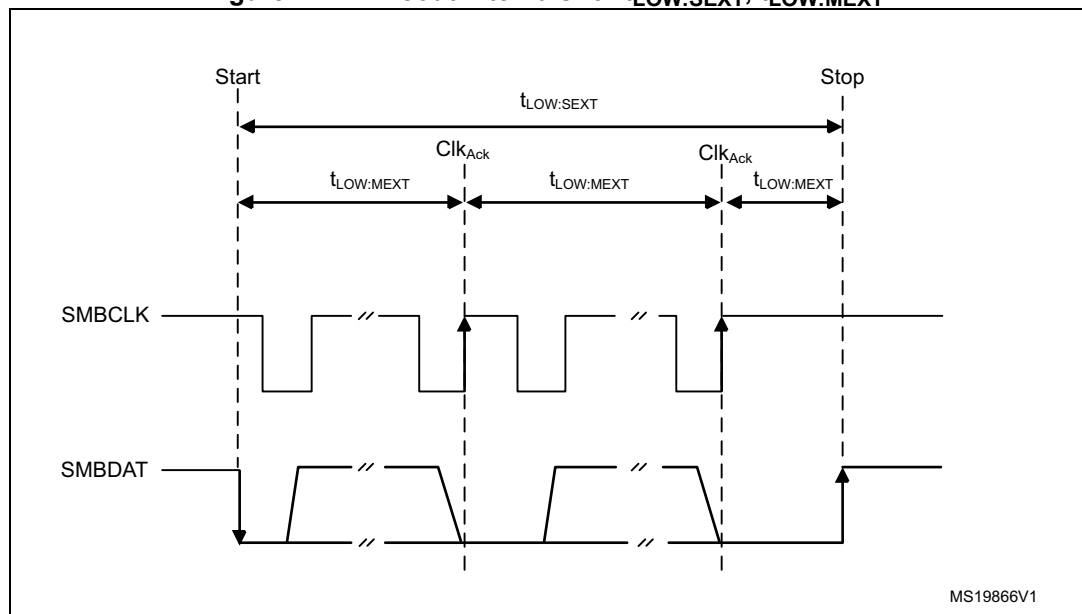 Start
Stop
tLOW:SEXT
ClkAck
ClkAck
tLOW:MEXT
tLOW:MEXT
tLOW:MEXT
SMBCLK
SMBDAT
MS19866V1